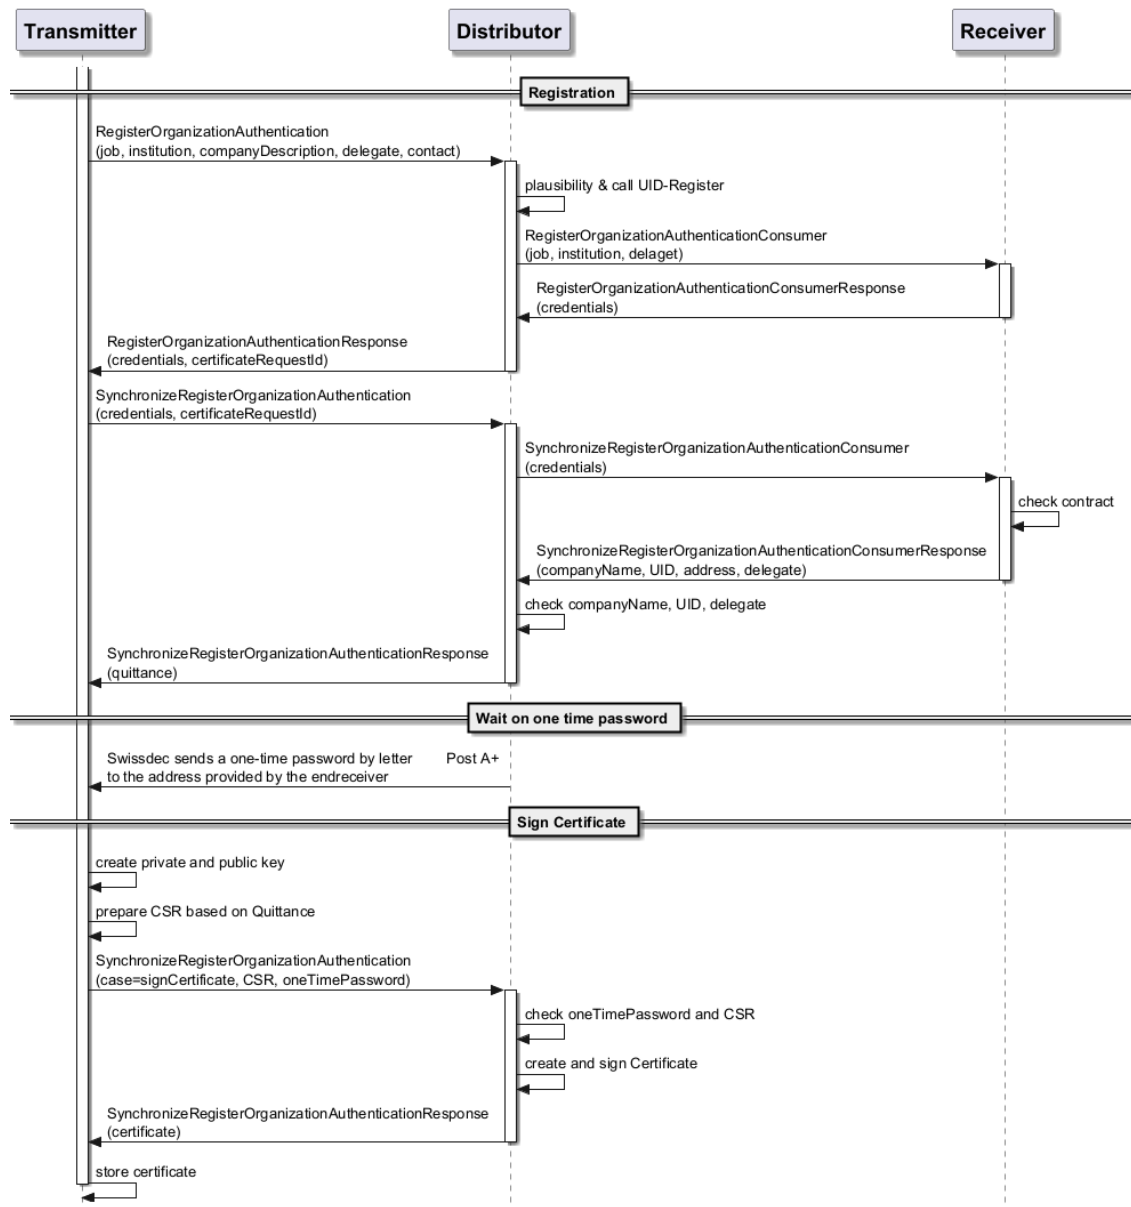 Transmitter
Distributor
Receiver
Registration
RegisterOrganizationAuthentication
(job, institution, companyDescription, delegate, contact)
plausibility & call UID-Register
RegisterOrganizationAuthenticationConsumer
(job, institution, delaget)
RegisterOrganizationAuthenticationConsumerResponse
(credentials)
RegisterOrganizationAuthenticationResponse
(credentials, certificateRequestId)
SynchronizeRegisterOrganizationAuthentication
(credentials, certificateRequestId)
SynchronizeRegisterOrganizationAuthenticationConsumer
(credentials)
check contract
SynchronizeRegisterOrganizationAuthenticationConsumerResponse
(companyName, UID, address, delegate)
check companyName, UID, delegate
SynchronizeRegisterOrganizationAuthenticationResponse
(quittance)
Wait on one time password
Swissdec sends a one-time password by letter Post A+
to the address provided by the endreceiver
Sign Certificate
create private and public key
prepare CSR based on Quittance
SynchronizeRegisterOrganizationAuthentication
(case=signCertificate, CSR, oneTimePassword)
check oneTimePassword and CSR
create and sign Certificate
SynchronizeRegisterOrganizationAuthenticationResponse
(certificate)
store certificate